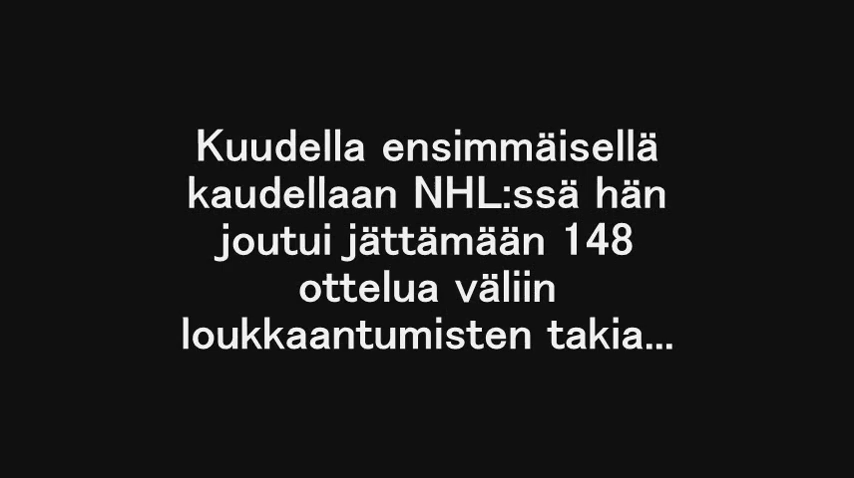 Kuudella ensimmäisellä
kaudellaan NHL:ssä hän
joutui jättämään 148
ottelua väliin
loukkaantumisten takia...